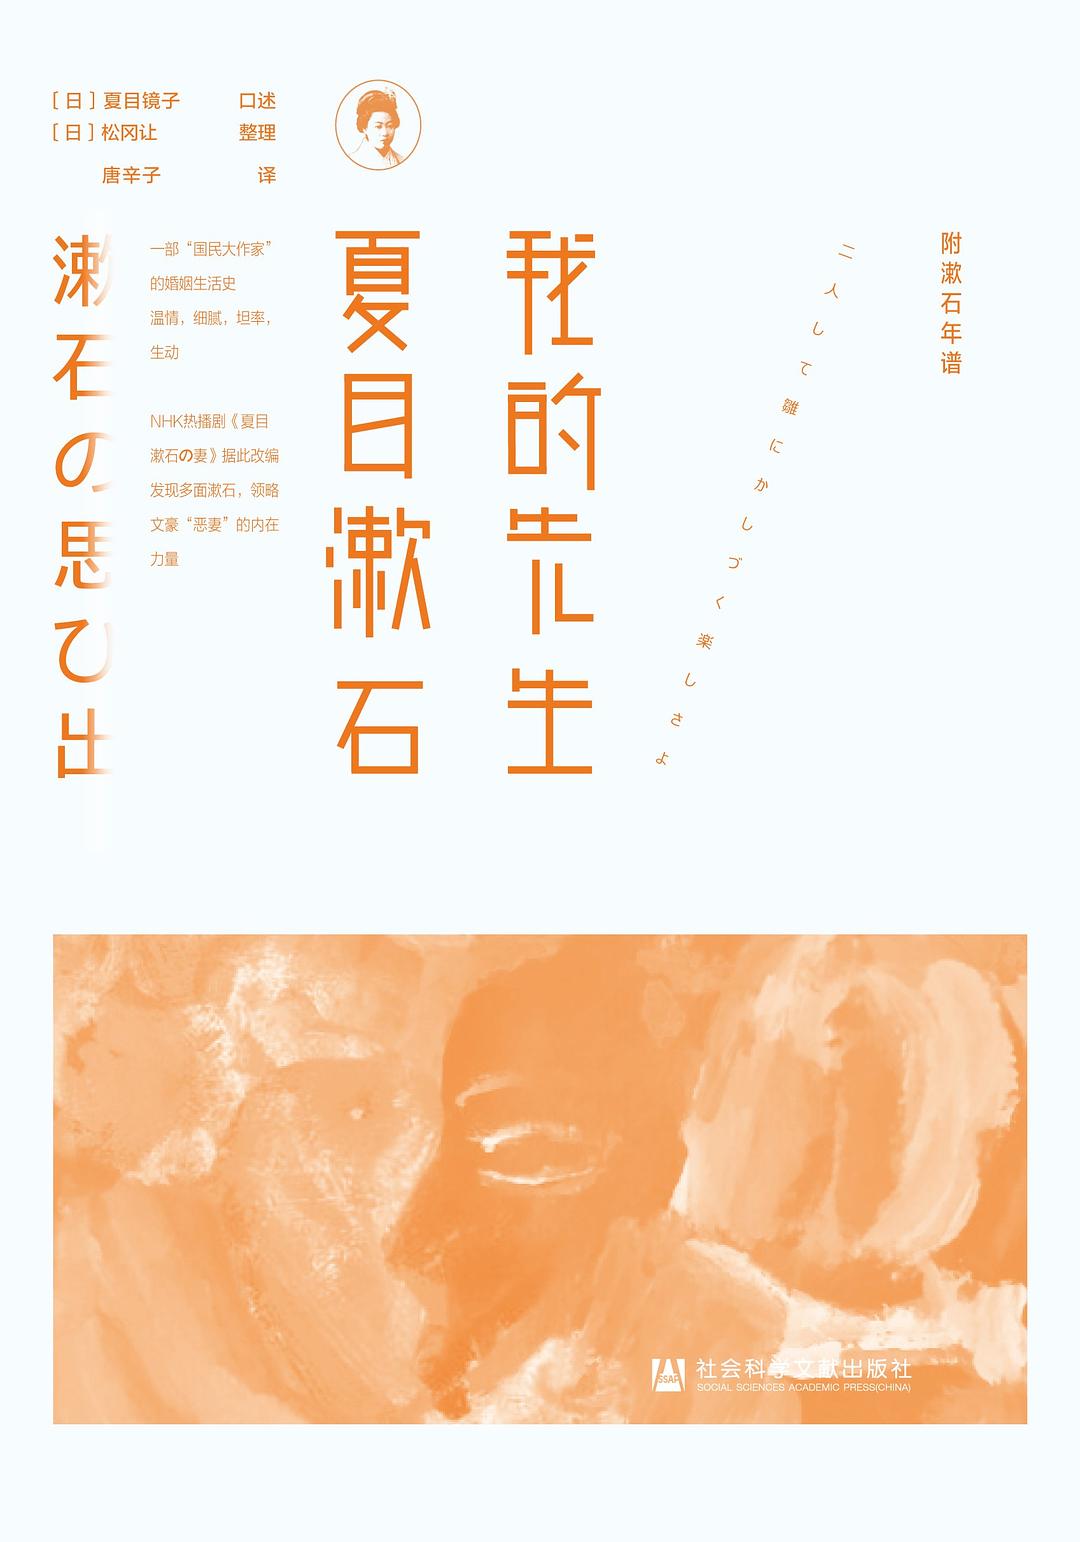 [日]夏目镜子 口述
[日]松冈让 整理
唐辛子 译
我的先生
夏目漱石
附漱石年谱
二人して雛にかしづく楽しさよ
一部“国民大作家”
的婚姻生活史
温情，细腻，坦率，
生动
NHK热播剧《夏目
漱石の妻》据此改编
发现多面漱石，领略
文豪“恶妻”的内在
力量
漱石の思ひ出
SSAP
社会科学文献出版社
SOCIAL SCIENCES ACADEMIC PRESS(CHINA)